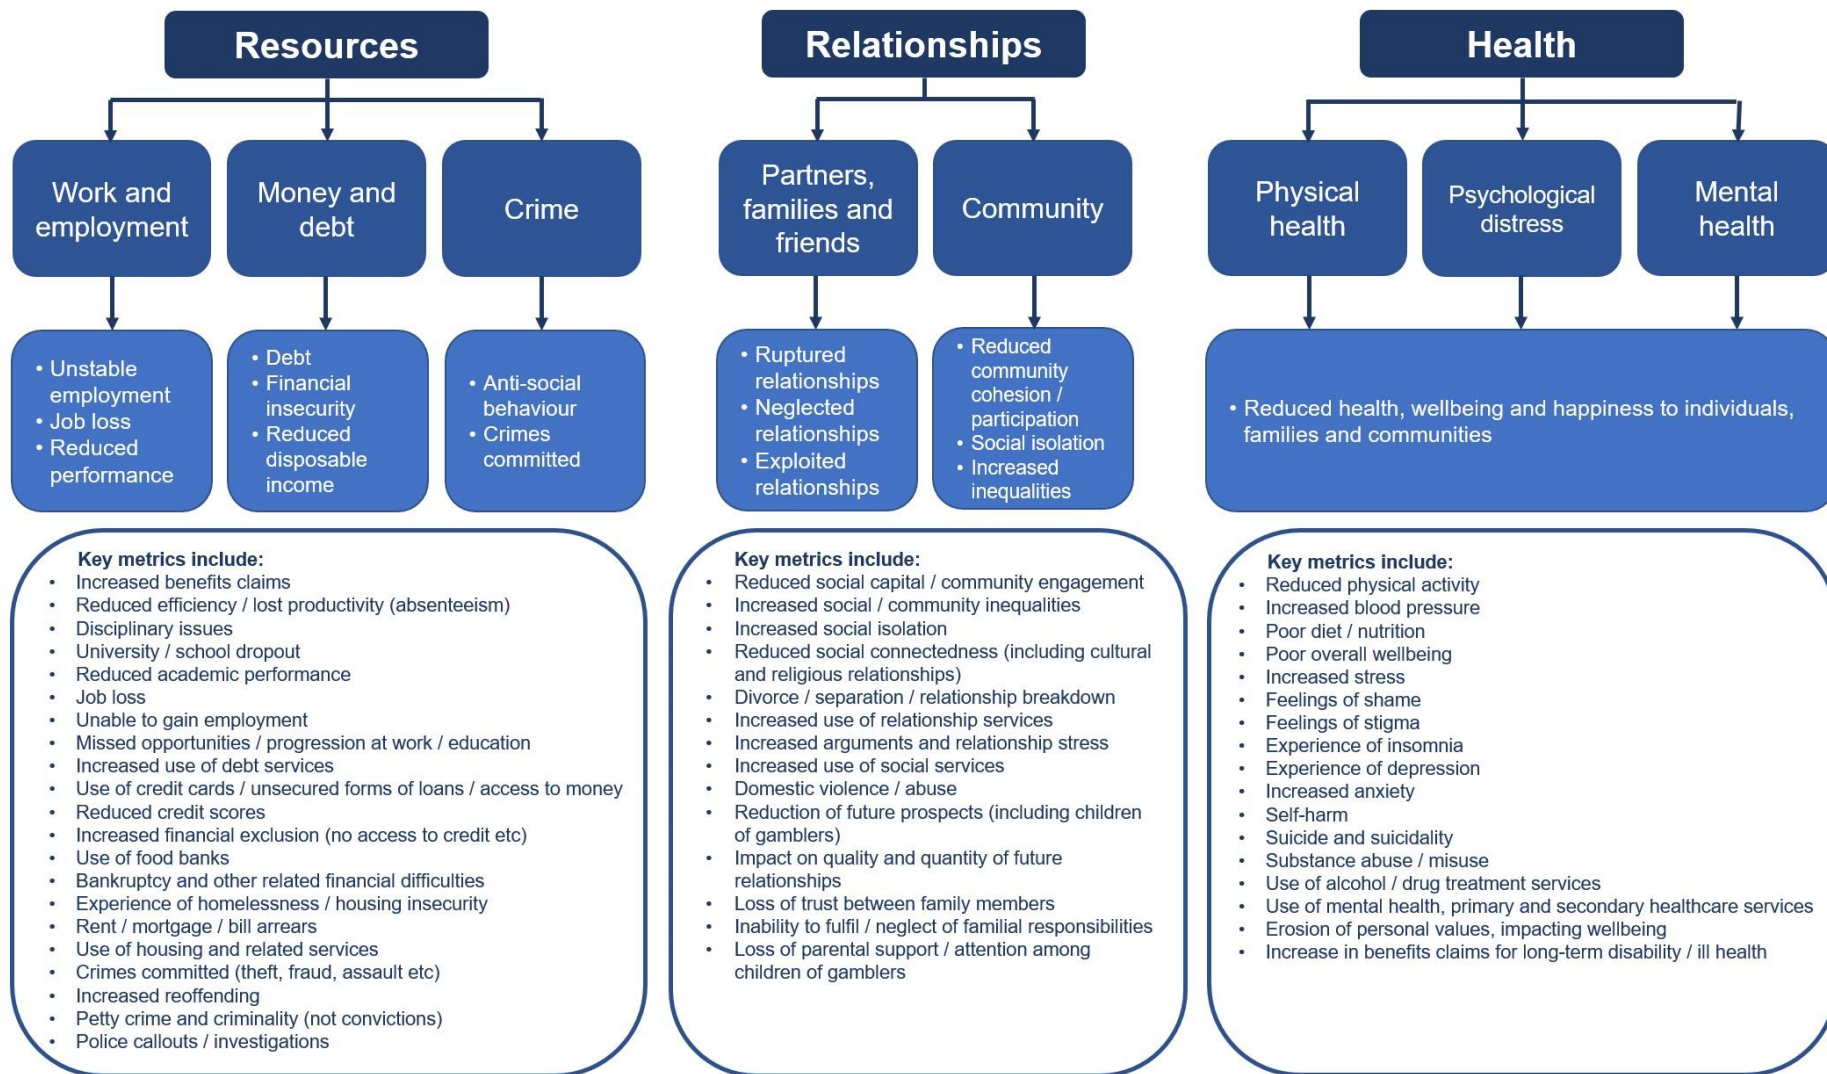 Resources
Relationships
Health
Work and
employment
Money and
debt
Crime
Partners,
families and
friends
Community
Physical
health
Psychological
distress
Mental
health
• Unstable
employment
• Job loss
• Reduced
performance
• Debt
• Financial
insecurity
• Reduced
disposable
income
• Anti-social
behaviour
• Crimes
committed
• Ruptured
relationships
• Neglected
relationships
• Exploited
relationships
• Reduced
community
cohesion /
participation
• Social isolation
• Increased
inequalities
• Reduced health, wellbeing and happiness to individuals,
families and communities
Key metrics include:
• Increased benefits claims
• Reduced efficiency / lost productivity (absenteeism)
• Disciplinary issues
• University / school dropout
• Reduced academic performance
• Job loss
• Unable to gain employment
• Missed opportunities / progression at work / education
• Increased use of debt services
• Use of credit cards / unsecured forms of loans / access to money
• Reduced credit scores
• Increased financial exclusion (no access to credit etc)
• Use of food banks
• Bankruptcy and other related financial difficulties
• Experience of homelessness / housing insecurity
• Rent / mortgage / bill arrears
• Use of housing and related services
• Crimes committed (theft, fraud, assault etc)
• Increased reoffending
• Petty crime and criminality (not convictions)
• Police callouts / investigations
Key metrics include:
• Reduced social capital / community engagement
• Increased social / community inequalities
• Increased social isolation
• Reduced social connectedness (including cultural
and religious relationships)
• Divorce / separation / relationship breakdown
• Increased use of relationship services
• Increased arguments and relationship stress
• Increased use of social services
• Domestic violence / abuse
• Reduction of future prospects (including children
of gamblers)
• Impact on quality and quantity of future
relationships
• Loss of trust between family members
• Inability to fulfil / neglect of familial responsibilities
• Loss of parental support / attention among
children of gamblers
Key metrics include:
• Reduced physical activity
• Increased blood pressure
• Poor diet / nutrition
• Poor overall wellbeing
• Increased stress
• Feelings of shame
• Feelings of stigma
• Experience of insomnia
• Experience of depression
• Increased anxiety
• Self-harm
• Suicide and suicidality
• Substance abuse / misuse
• Use of alcohol / drug treatment services
• Use of mental health, primary and secondary healthcare services
• Erosion of personal values, impacting wellbeing
• Increase in benefits claims for long-term disability / ill health